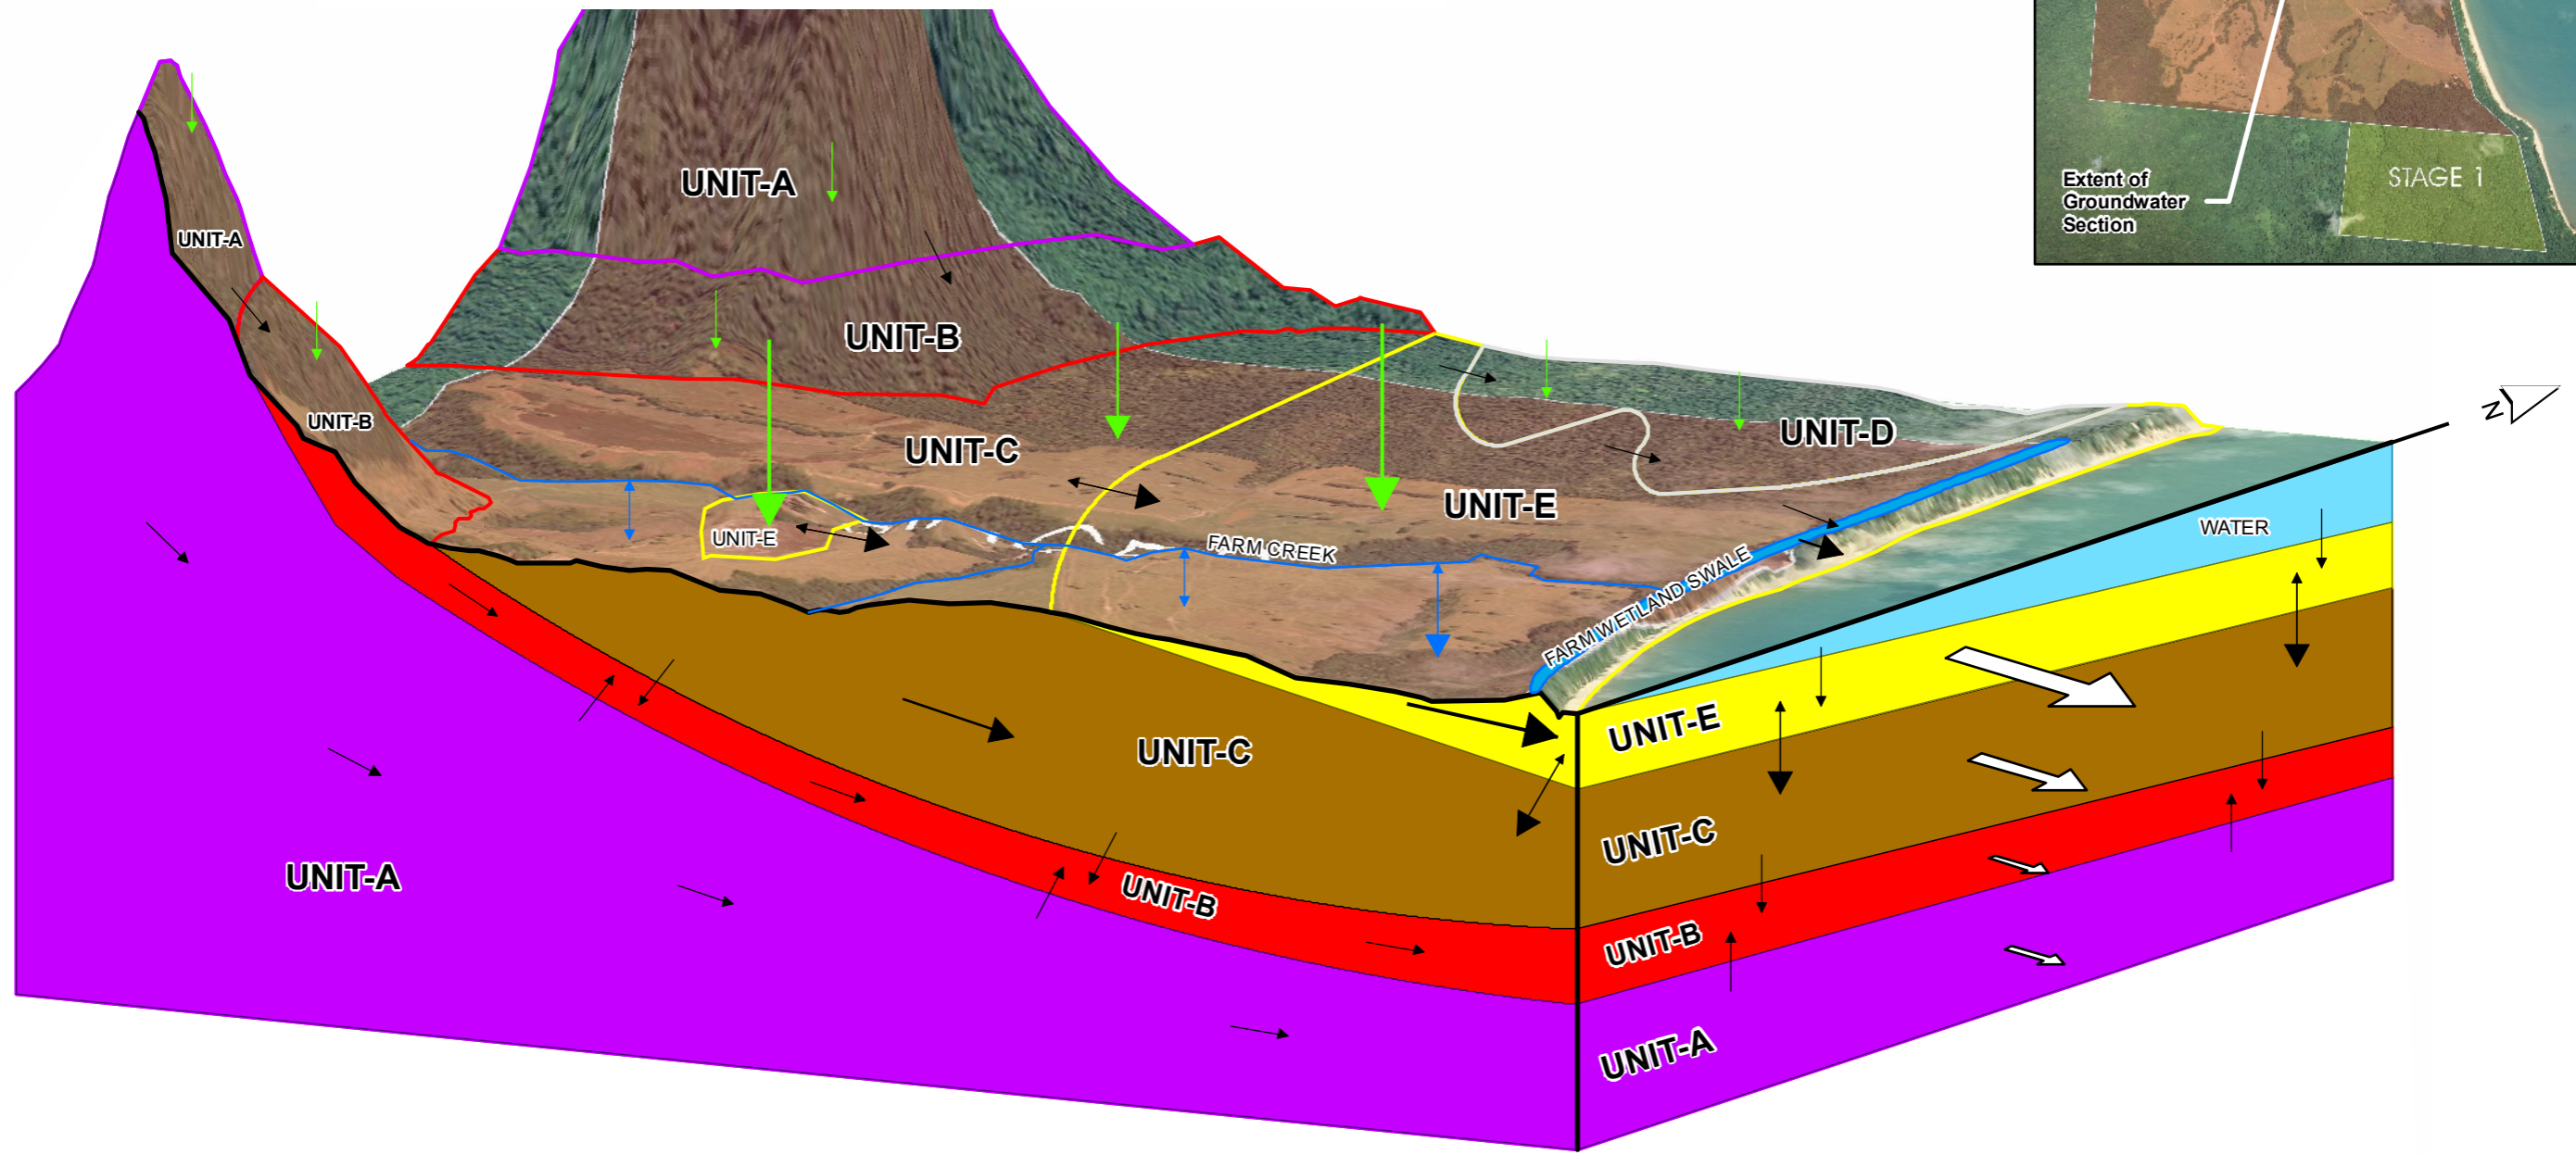 UNIT-A
UNIT-A
UNIT-B
UNIT-B
UNIT-C
UNIT-D
UNIT-E
UNIT-E
FARM CREEK
FARM WETLAND SWALE
WATER
N
Extent of
Groundwater
Section
STAGE 1
UNIT-A
UNIT-B
UNIT-C
UNIT-E
UNIT-C
UNIT-B
UNIT-A